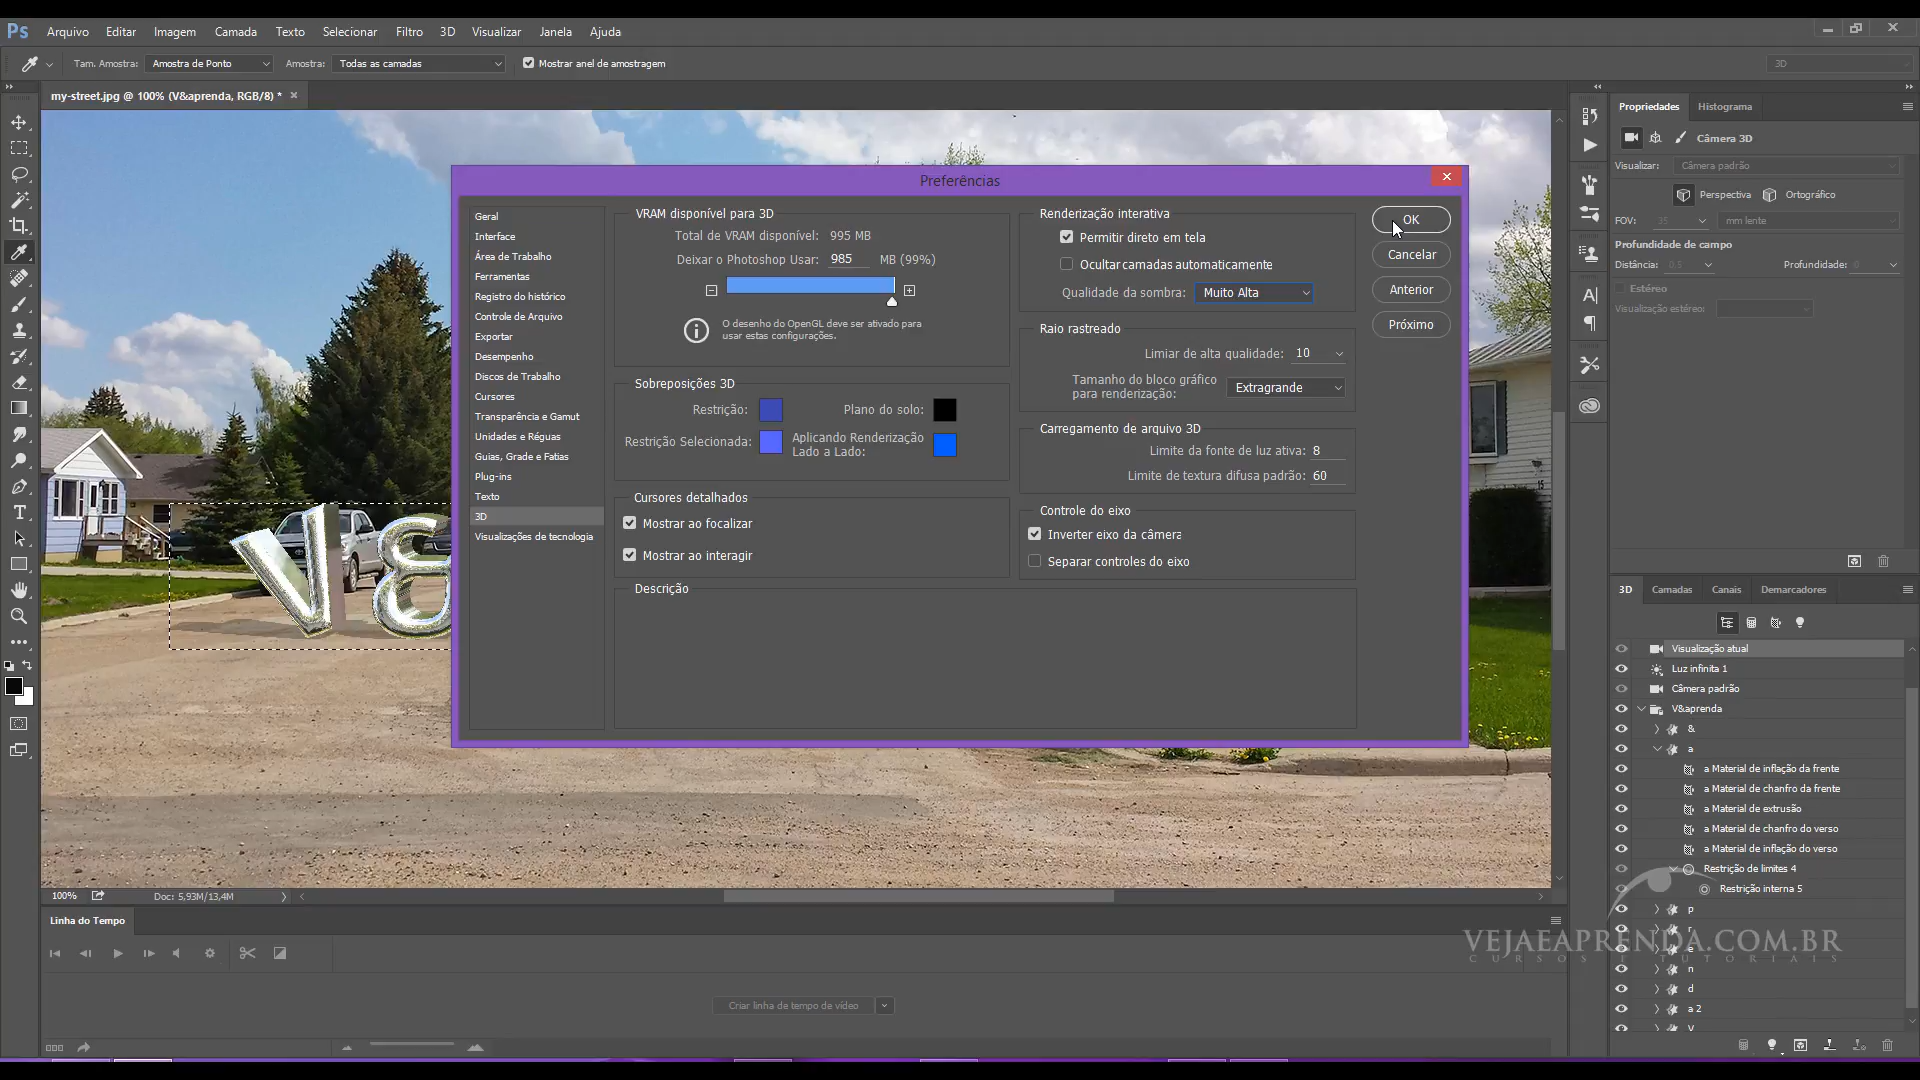 Ps Arquivo Editar Imagem Camada Texto Selecionar Filtro 3D Visualizar Janela Ajuda
Tam. Amostra: Amostra de Ponto Amostra: Todas as camadas Mostrar anel de amostragem 3D
my-street.jpg @ 100% (V&aprenda, RGB/8) *
Preferências
Geral
Interface
Área de Trabalho
Ferramentas
Registro do histórico
Controle de Arquivo
Exportar
Desempenho
Discos de Trabalho
Cursores
Transparência e Gamut
Unidades e Réguas
Guias, Grade e Fatias
Plug-ins
Texto
3D
Visualizações de tecnologia
VRAM disponível para 3D
Total de VRAM disponível: 995 MB
Deixar o Photoshop Usar: 985 MB (99%)
O desenho do OpenGL deve ser ativado para
usar estas configurações.
Sobreposições 3D
Restrição: Plano do solo:
Restrição Selecionada: Aplicando Renderização
Lado a Lado:
Cursores detalhados
Mostrar ao focalizar
Mostrar ao interagir
Descrição
Renderização interativa
Permitir direto em tela
Ocultar camadas automaticamente
Qualidade da sombra: Muito Alta
Raio rastreado
Limiar de alta qualidade: 10
Tamanho do bloco gráfico
para renderização: Extragrande
Carregamento de arquivo 3D
Limite da fonte de luz ativa: 8
Limite de textura difusa padrão: 60
Controle do eixo
Inverter eixo da câmera
Separar controles do eixo
OK
Cancelar
Anterior
Próximo
V&
15
Propriedades Histograma
Câmera 3D
Visualizar: Câmera padrão
Perspectiva Ortográfico
FOV: 35 mm lente
Profundidade de campo
Distância: 0,5 Profundidade: 0
Estéreo
Visualização estéreo:
3D Camadas Canais Demarcadores
Visualização atual
Luz infinita 1
Câmera padrão
V&aprenda
&
a
a Material de inflação da frente
a Material de chanfro da frente
a Material de extrusão
a Material de chanfro do verso
a Material de inflação do verso
Restrição de limites 4
Restrição interna 5
p
r
e
n
d
a 2
V
VEJAEAPRENDA.COM.BR
CURSOS E TUTORIAIS
100% Doc: 5,93M/13,4M
Linha do Tempo
Criar linha de tempo de vídeo